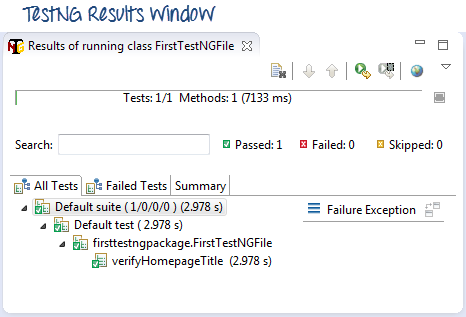 TestNG Results Window
Results of running class FirstTestNGFile
Tests: 1/1 Methods: 1 (7133 ms)
Search: Passed: 1 Failed: 0 Skipped: 0
All Tests Failed Tests Summary
Default suite ( 1/0/0/0 ) (2.978 s) Failure Exception
Default test ( 2.978 s)
firsttestngpackage.FirstTestNGFile
verifyHomepageTitle (2.978 s)